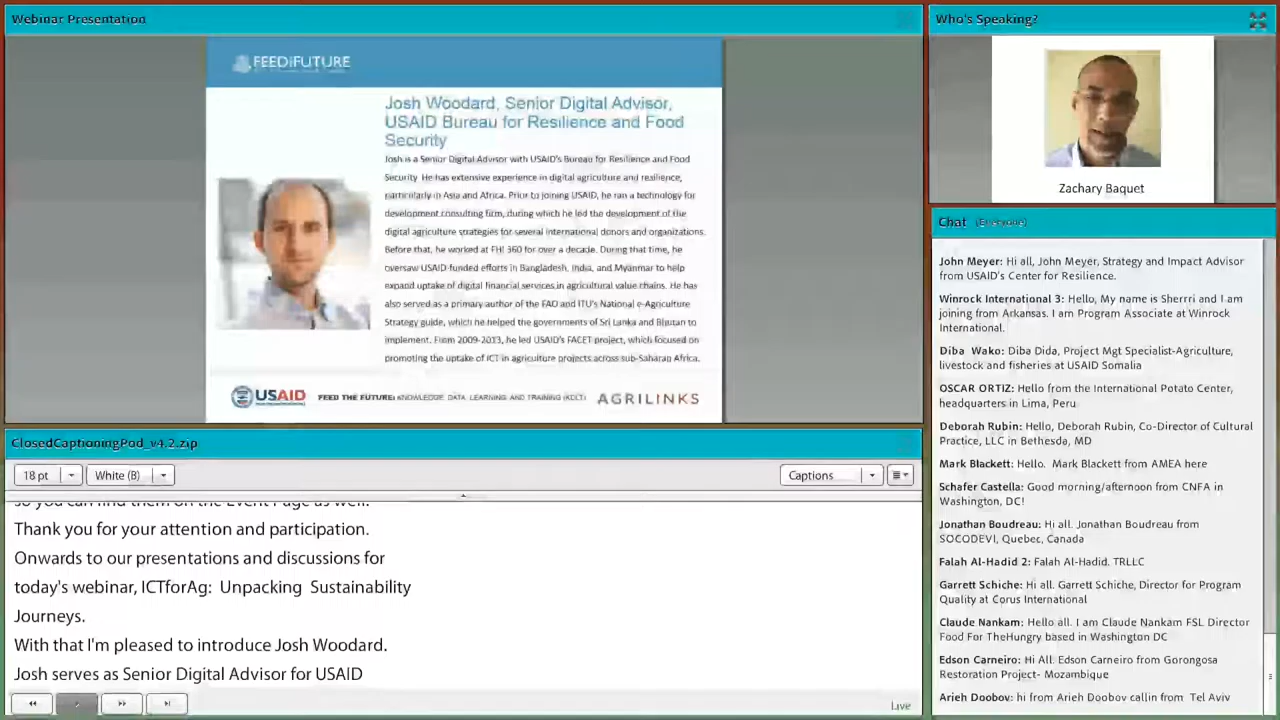 Webinar Presentation
FEED FUTURE
Josh Woodard, Senior Digital Advisor,
USAID Bureau for Resilience and Food
Security
Josh is a Senior Digital Advisor with USAID's Bureau for Resilience and Food
Security. He has extensive experience in digital agriculture and resilience,
particularly in Asia and Africa. Prior to joining USAID, he ran a technology for
development consulting firm, during which he led the development of the
digital agriculture strategies for several international donors and organizations.
Before that, he worked at FHI 360 for over a decade. During that time, he
oversaw USAID-funded efforts in Bangladesh, India, and Myanmar to help
expand uptake of digital financial services in agricultural value chains. He has
also served as a primary author of the FAO and ITU's National e-Agriculture
Strategy guide, which he helped the governments of Sri Lanka and Bhutan to
implement. From 2009-2013, he led USAID's FACET project, which focused on
promoting the uptake of ICT in agriculture projects across sub-Saharan Africa.
USAID FEED THE FUTURE: KNOWLEDGE, DATA, LEARNING, AND TRAINING (KDLT) AGRILINKS
ClosedCaptioningPod_v4.2.zip
18 pt White (B) Captions
so you can find them on the Event Page as well.
Thank you for your attention and participation.
Onwards to our presentations and discussions for
today's webinar, ICTforAg: Unpacking Sustainability
Journeys.
With that I'm pleased to introduce Josh Woodard.
Josh serves as Senior Digital Advisor for USAID
Live
Who's Speaking?
Zachary Baquet
Chat (Everyone)
John Meyer: Hi all, John Meyer, Strategy and Impact Advisor
from USAID's Center for Resilience.
Winrock International 3: Hello, My name is Sherrri and I am
joining from Arkansas. I am Program Associate at Winrock
International.
Diba Wako: Diba Dida, Project Mgt Specialist-Agriculture,
livestock and fisheries at USAID Somalia
OSCAR ORTIZ: Hello from the International Potato Center,
headquarters in Lima, Peru
Deborah Rubin: Hello, Deborah Rubin, Co-Director of Cultural
Practice, LLC in Bethesda, MD
Mark Blackett: Hello. Mark Blackett from AMEA here
Schafer Castella: Good morning/afternoon from CNFA in
Washington, DC!
Jonathan Boudreau: Hi all. Jonathan Boudreau from
SOCODEVI, Quebec, Canada
Falah Al-Hadid 2: Falah Al-Hadid. TRLLC
Garrett Schiche: Hi all. Garrett Schiche, Director for Program
Quality at Corus International
Claude Nankam: Hello all. I am Claude Nankam FSL Director
Food For TheHungry based in Washington DC
Edson Carneiro: Hi All. Edson Carneiro from Gorongosa
Restoration Project- Mozambique
Arieh Doobov: hi from Arieh Doobov callin from Tel Aviv